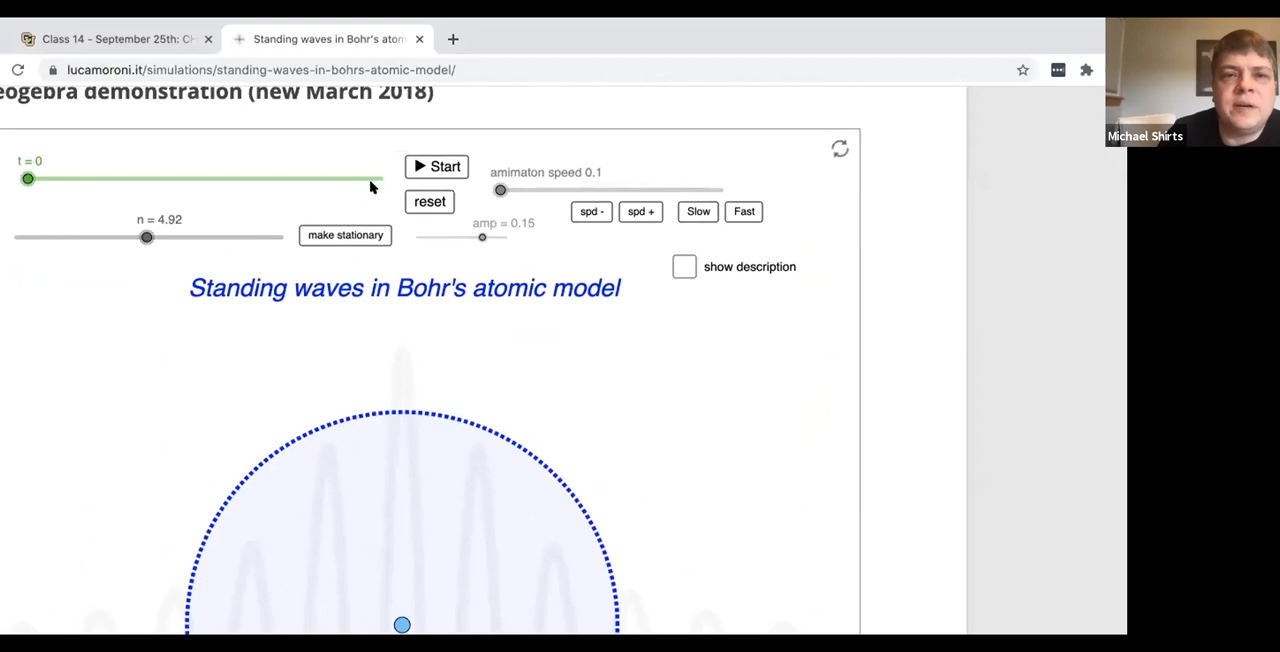 Class 14 - September 25th: CH
Standing waves in Bohr's atom
lucamoroni.it/simulations/standing-waves-in-bohrs-atomic-model/
eogebra demonstration (new March 2018)
Michael Shirts
t = 0
Start
amimaton speed 0.1
reset
spd -
spd +
Slow
Fast
n = 4.92
make stationary
amp = 0.15
show description
Standing waves in Bohr's atomic model